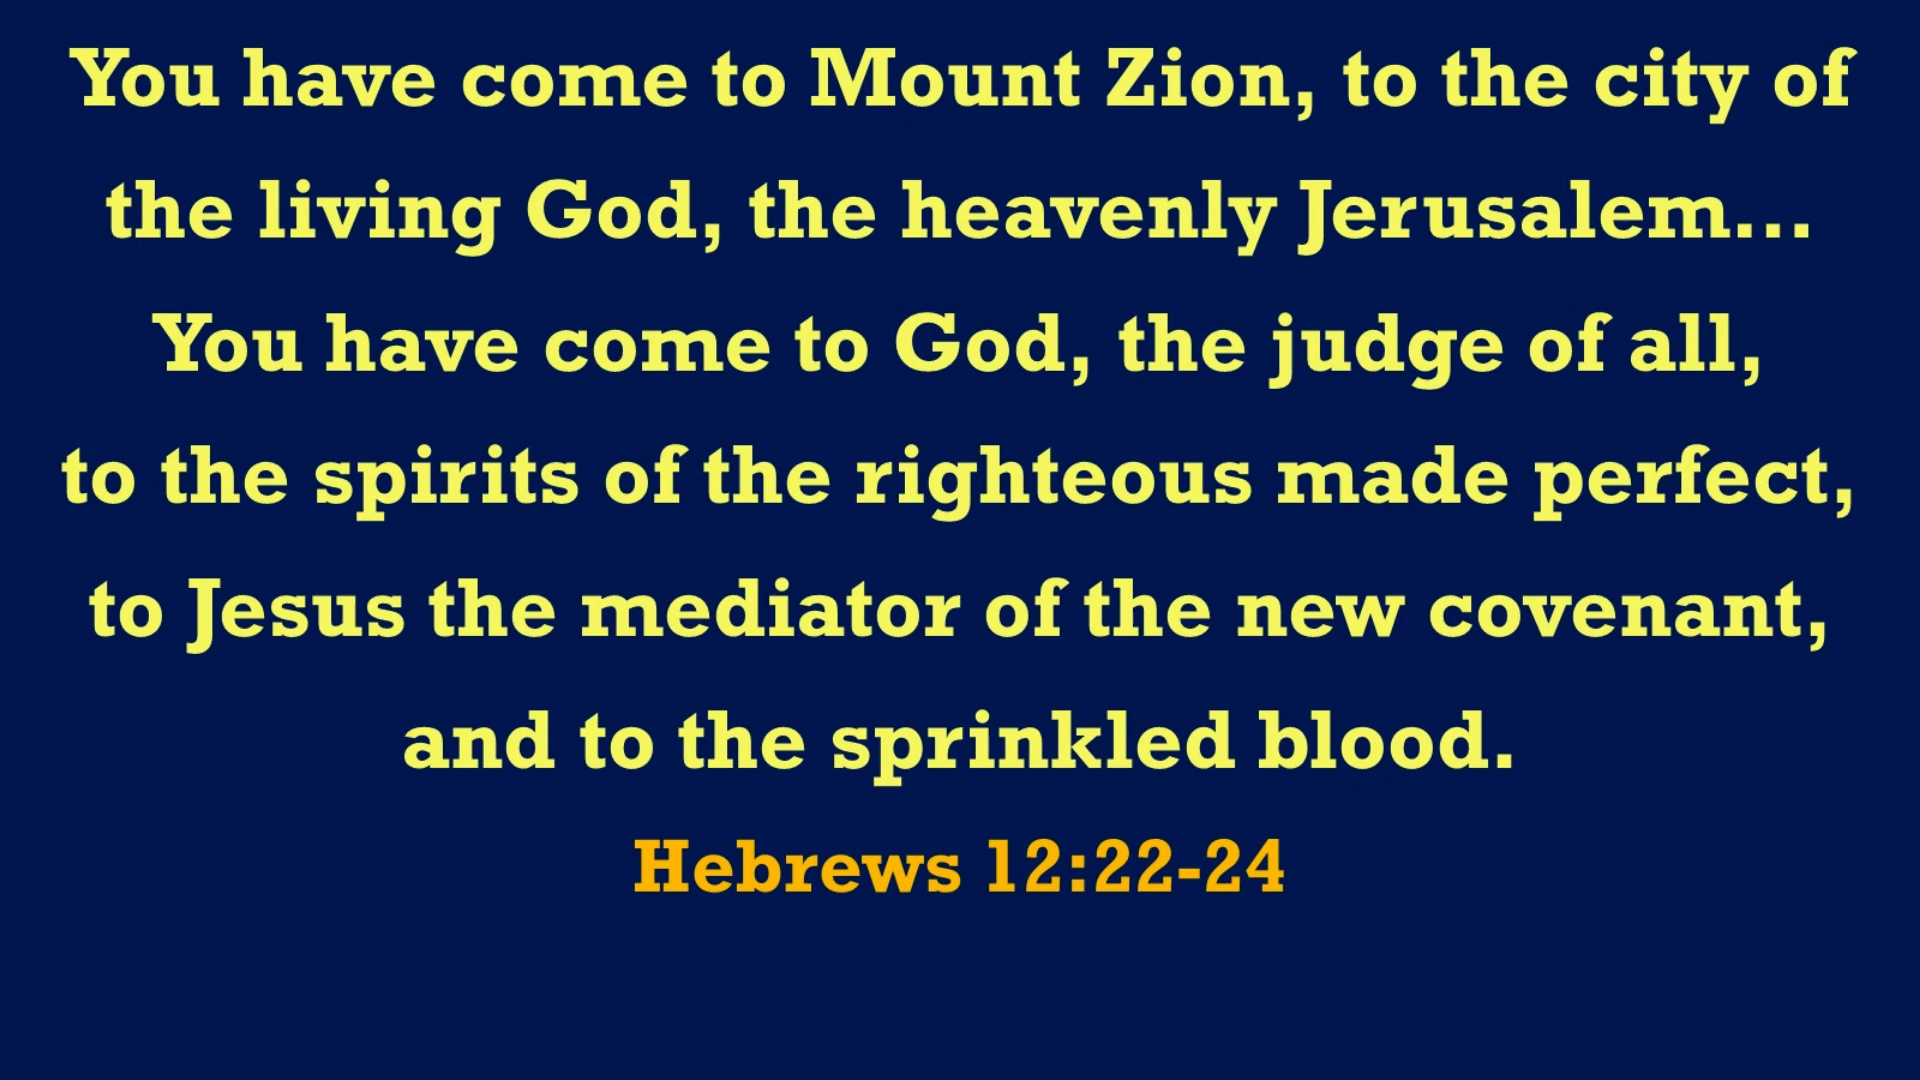 You have come to Mount Zion, to the city of
the living God, the heavenly Jerusalem...
You have come to God, the judge of all,
to the spirits of the righteous made perfect,
to Jesus the mediator of the new covenant,
and to the sprinkled blood.
Hebrews 12:22-24